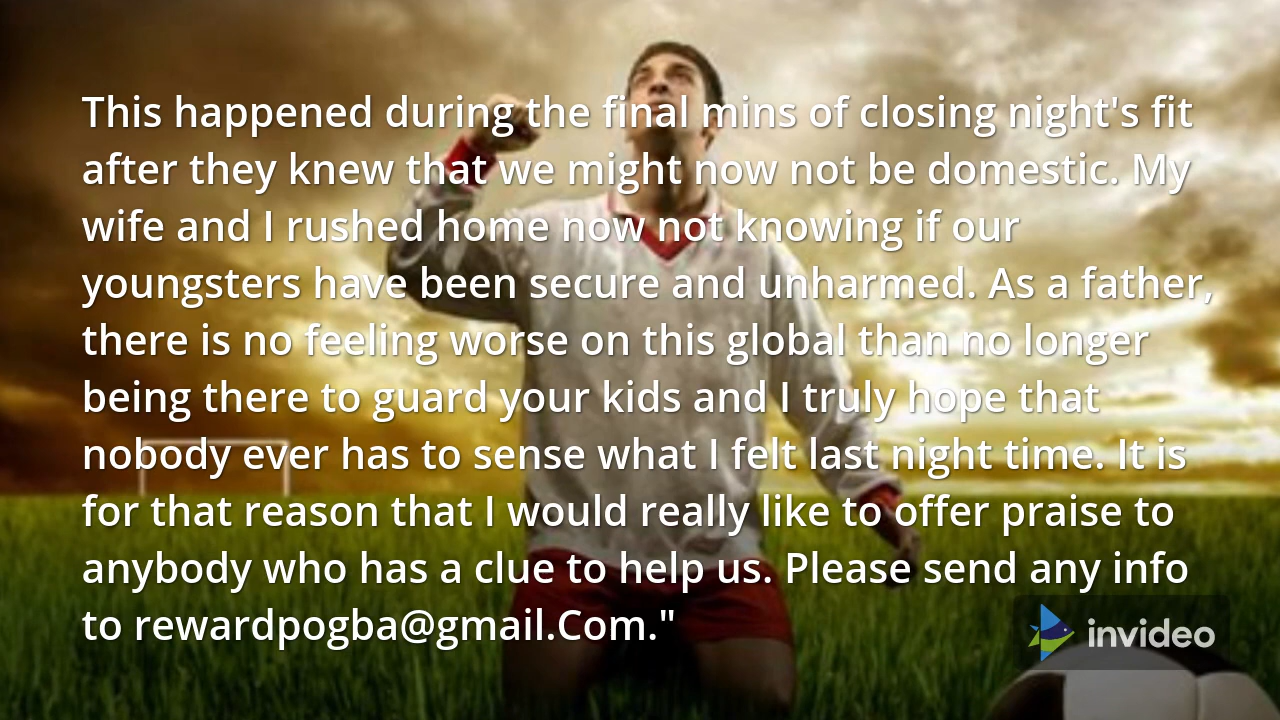 This happened during the final mins of closing night's fit
after they knew that we might now not be domestic. My
wife and I rushed home now not knowing if our
youngsters have been secure and unharmed. As a father,
there is no feeling worse on this global than no longer
being there to guard your kids and I truly hope that
nobody ever has to sense what I felt last night time. It is
for that reason that I would really like to offer praise to
anybody who has a clue to help us. Please send any info
to rewardpogba@gmail.Com."
invideo